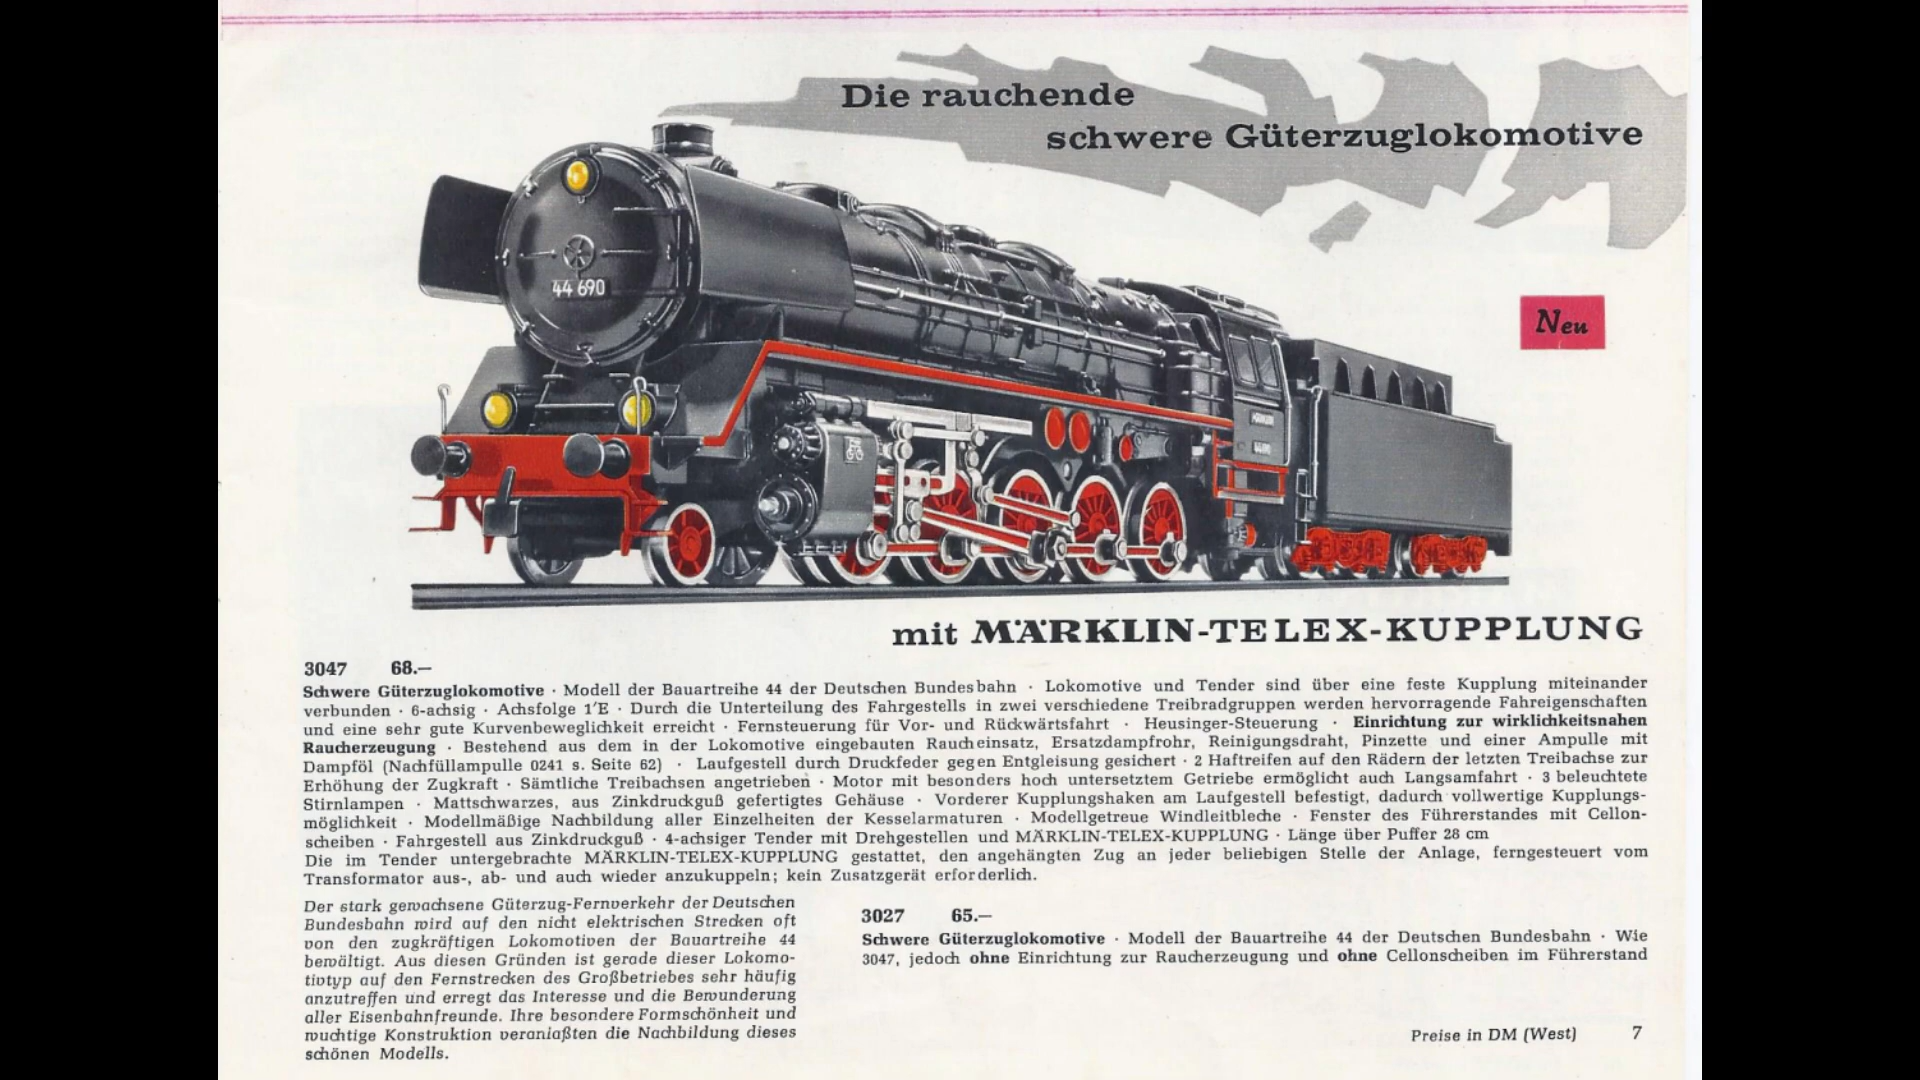 Die rauchende
schwere Güterzuglokomotive
44 690
Neu
mit MÄRKLIN-TELEX-KUPPLUNG
3047 68.—
Schwere Güterzuglokomotive · Modell der Bauartreihe 44 der Deutschen Bundesbahn · Lokomotive und Tender sind über eine feste Kupplung miteinander
verbunden · 6-achsig · Achsfolge 1′E · Durch die Unterteilung des Fahrgestells in zwei verschiedene Treibradgruppen werden hervorragende Fahreigenschaften
und eine sehr gute Kurvenbeweglichkeit erreicht · Fernsteuerung für Vor- und Rückwärtsfahrt · Heusinger-Steuerung · Einrichtung zur wirklichkeitsnahen
Raucherzeugung · Bestehend aus dem in der Lokomotive eingebauten Raucheinsatz, Ersatzdampfrohr, Reinigungsdraht, Pinzette und einer Ampulle mit
Dampföl (Nachfüllampulle 0241 s. Seite 62) · Laufgestell durch Druckfeder gegen Entgleisung gesichert · 2 Haftreifen auf den Rädern der letzten Treibachse zur
Erhöhung der Zugkraft · Sämtliche Treibachsen angetrieben · Motor mit besonders hoch untersetztem Getriebe ermöglicht auch Langsamfahrt · 3 beleuchtete
Stirnlampen · Mattschwarzes, aus Zinkdruckguß gefertigtes Gehäuse · Vorderer Kupplungshaken am Laufgestell befestigt, dadurch vollwertige Kupplungs-
möglichkeit · Modellmäßige Nachbildung aller Einzelheiten der Kesselarmaturen · Modellgetreue Windleitbleche · Fenster des Führerstandes mit Cellon-
scheiben · Fahrgestell aus Zinkdruckguß · 4-achsiger Tender mit Drehgestellen und MÄRKLIN-TELEX-KUPPLUNG · Länge über Puffer 28 cm
Die im Tender untergebrachte MÄRKLIN-TELEX-KUPPLUNG gestattet, den angehängten Zug an jeder beliebigen Stelle der Anlage, ferngesteuert vom
Transformator aus-, ab- und auch wieder anzukuppeln; kein Zusatzgerät erforderlich.
Der stark gewachsene Güterzug-Fernverkehr der Deutschen
Bundesbahn wird auf den nicht elektrischen Strecken oft
von den zugkräftigen Lokomotiven der Bauartreihe 44
bewältigt. Aus diesen Gründen ist gerade dieser Lokomo-
tivtyp auf den Fernstrecken des Großbetriebes sehr häufig
anzutreffen und erregt das Interesse und die Bewunderung
aller Eisenbahnfreunde. Ihre besondere Formschönheit und
wuchtige Konstruktion veranlaßten die Nachbildung dieses
schönen Modells.
3027 65.—
Schwere Güterzuglokomotive · Modell der Bauartreihe 44 der Deutschen Bundesbahn · Wie
3047, jedoch ohne Einrichtung zur Raucherzeugung und ohne Cellonscheiben im Führerstand
Preise in DM (West) 7